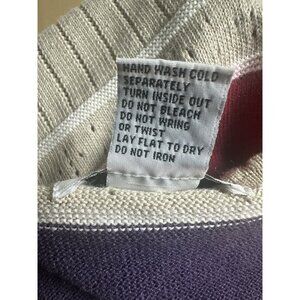 HAND WASH COLD
SEPARATELY
TURN INSIDE OUT
DO NOT BLEACH
DO NOT WRING
OR TWIST
LAY FLAT TO DRY
DO NOT IRON